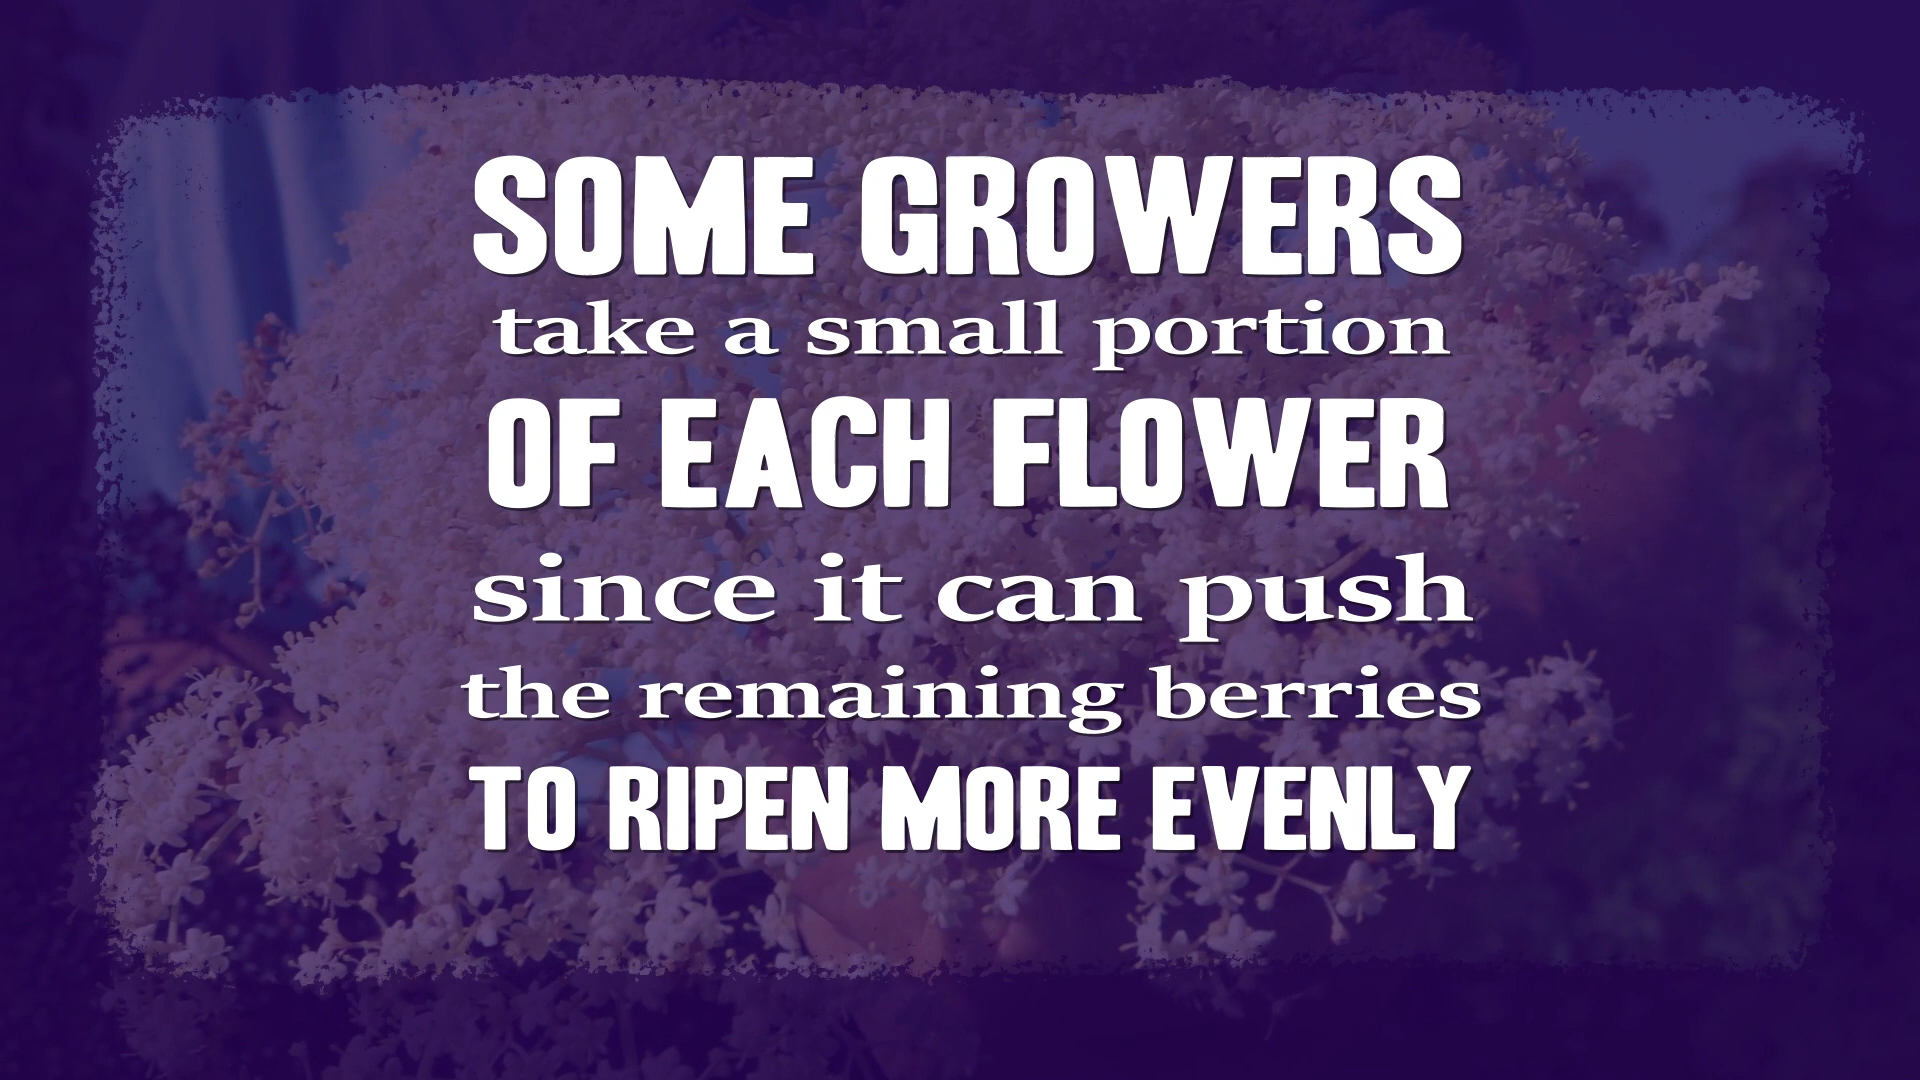 SOME GROWERS
take a small portion
OF EACH FLOWER
since it can push
the remaining berries
TO RIPEN MORE EVENLY